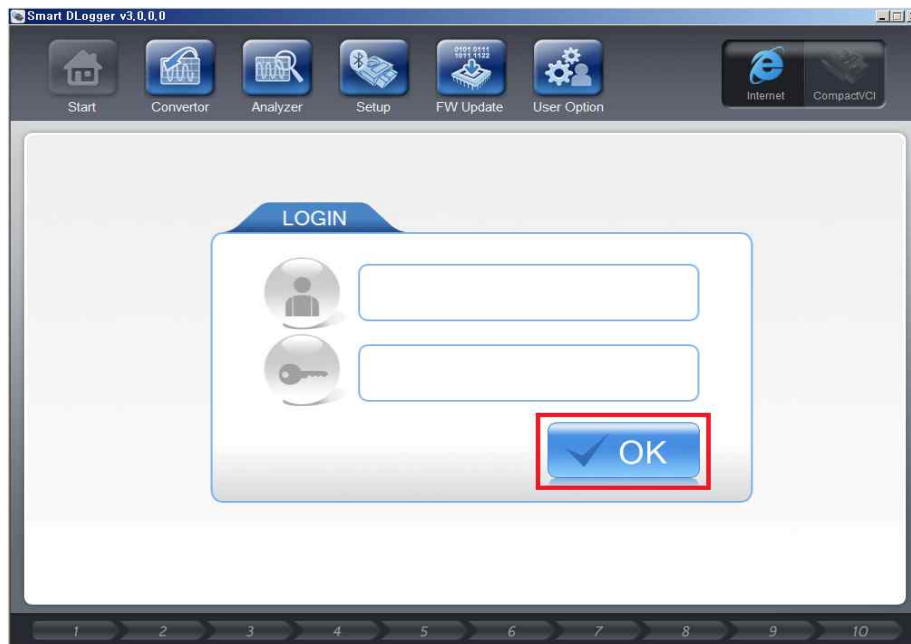 Smart DLogger v3,0,0,0
Start Convertor Analyzer Setup FW Update User Option Internet CompactVCI
0101 0111
1011 1122
LOGIN
OK
1 2 3 4 5 6 7 8 9 10